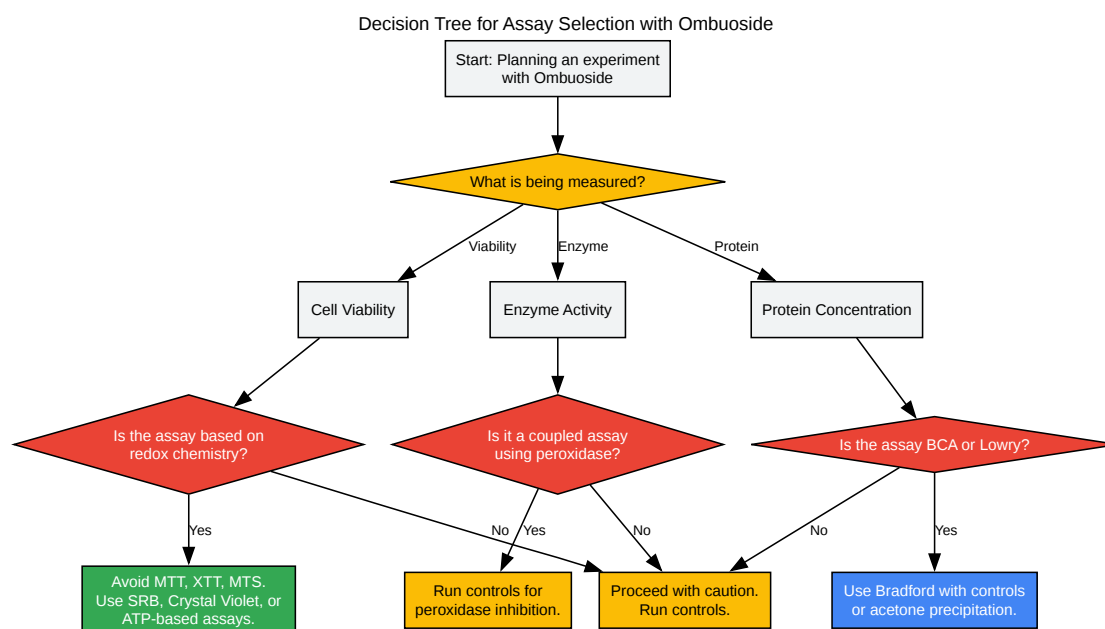 Decision Tree for Assay Selection with Ombuoside
Start: Planning an experiment
with Ombuoside
What is being measured?
Viability
Enzyme
Protein
Cell Viability
Enzyme Activity
Protein Concentration
Is the assay based on
redox chemistry?
Is it a coupled assay
using peroxidase?
Is the assay BCA or Lowry?
Yes
No
Yes
No
No
Yes
Avoid MTT, XTT, MTS.
Use SRB, Crystal Violet, or
ATP-based assays.
Run controls for
peroxidase inhibition.
Proceed with caution.
Run controls.
Use Bradford with controls
or acetone precipitation.